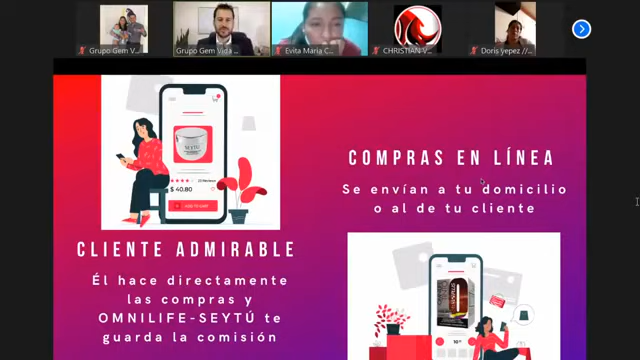 Grupo Gem V...
Grupo Gem Vida ...
Evita Maria C...
CHRISTIAN V...
Doris yepez //...
SEYTÚ
$ 40.80
ADD TO CART
CLIENTE ADMIRABLE
Él hace directamente
las compras y
OMNILIFE-SEYTÚ te
guarda la comisión
COMPRAS EN LÍNEA
Se envían a tu domicilio
o al de tu cliente